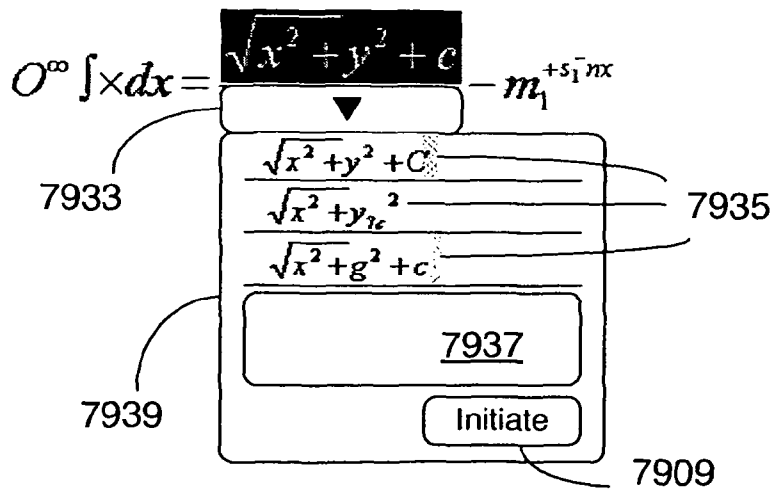 √x² + y² + c
O^∞ ∫×dx = − m₁^{+s₁⁻nx}
▼
√x² + y² + C
7933
7935
√x² + y_{?c}²
√x² + g² + c
7937
7939
Initiate
7909